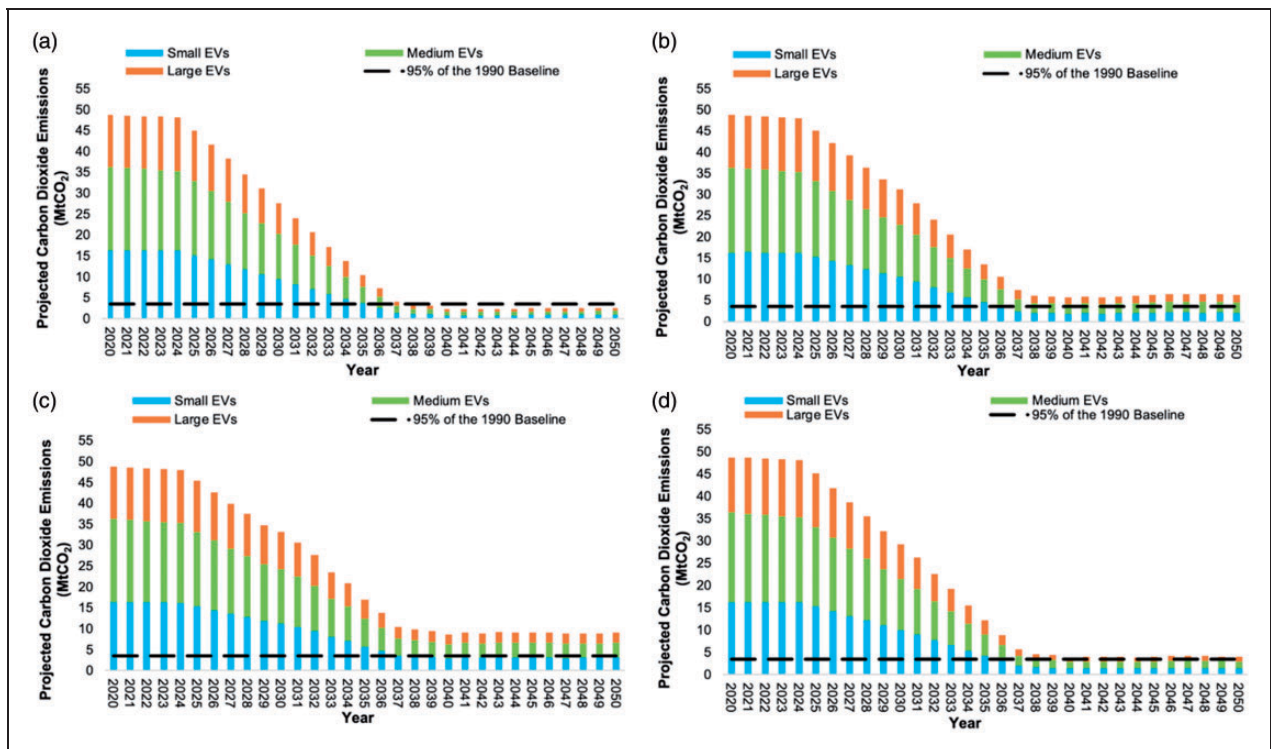 (a)
Small EVs
Medium EVs
Large EVs
95% of the 1990 Baseline
Projected Carbon Dioxide Emissions
(MtCO₂)
55
50
45
40
35
30
25
20
15
10
5
0
2020 2021 2022 2023 2024 2025 2026 2027 2028 2029 2030 2031 2032 2033 2034 2035 2036 2037 2038 2039 2040 2041 2042 2043 2044 2045 2046 2047 2048 2049 2050
Year
(b)
Small EVs
Medium EVs
Large EVs
95% of the 1990 Baseline
Projected Carbon Dioxide Emissions
(MtCO₂)
55
50
45
40
35
30
25
20
15
10
5
0
2020 2021 2022 2023 2024 2025 2026 2027 2028 2029 2030 2031 2032 2033 2034 2035 2036 2037 2038 2039 2040 2041 2042 2043 2044 2045 2046 2047 2048 2049 2050
Year
(c)
Small EVs
Medium EVs
Large EVs
95% of the 1990 Baseline
Projected Carbon Dioxide Emissions
(MtCO₂)
55
50
45
40
35
30
25
20
15
10
5
0
2020 2021 2022 2023 2024 2025 2026 2027 2028 2029 2030 2031 2032 2033 2034 2035 2036 2037 2038 2039 2040 2041 2042 2043 2044 2045 2046 2047 2048 2049 2050
Year
(d)
Small EVs
Medium EVs
Large EVs
95% of the 1990 Baseline
Projected Carbon Dioxide Emissions
(MtCO₂)
55
50
45
40
35
30
25
20
15
10
5
0
2020 2021 2022 2023 2024 2025 2026 2027 2028 2029 2030 2031 2032 2033 2034 2035 2036 2037 2038 2039 2040 2041 2042 2043 2044 2045 2046 2047 2048 2049 2050
Year